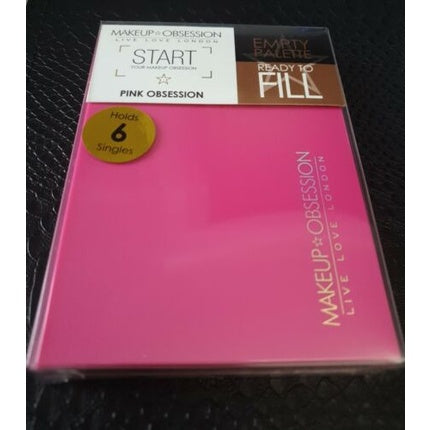 MAKEUP☆OBSESSION
LIVE LOVE LONDON
START
YOUR MAKEUP OBSESSION
PINK OBSESSION
EMPTY
PALETTE
READY TO
FILL
Holds
6
Singles
MAKEUP☆OBSESSION
LIVE LOVE LONDON